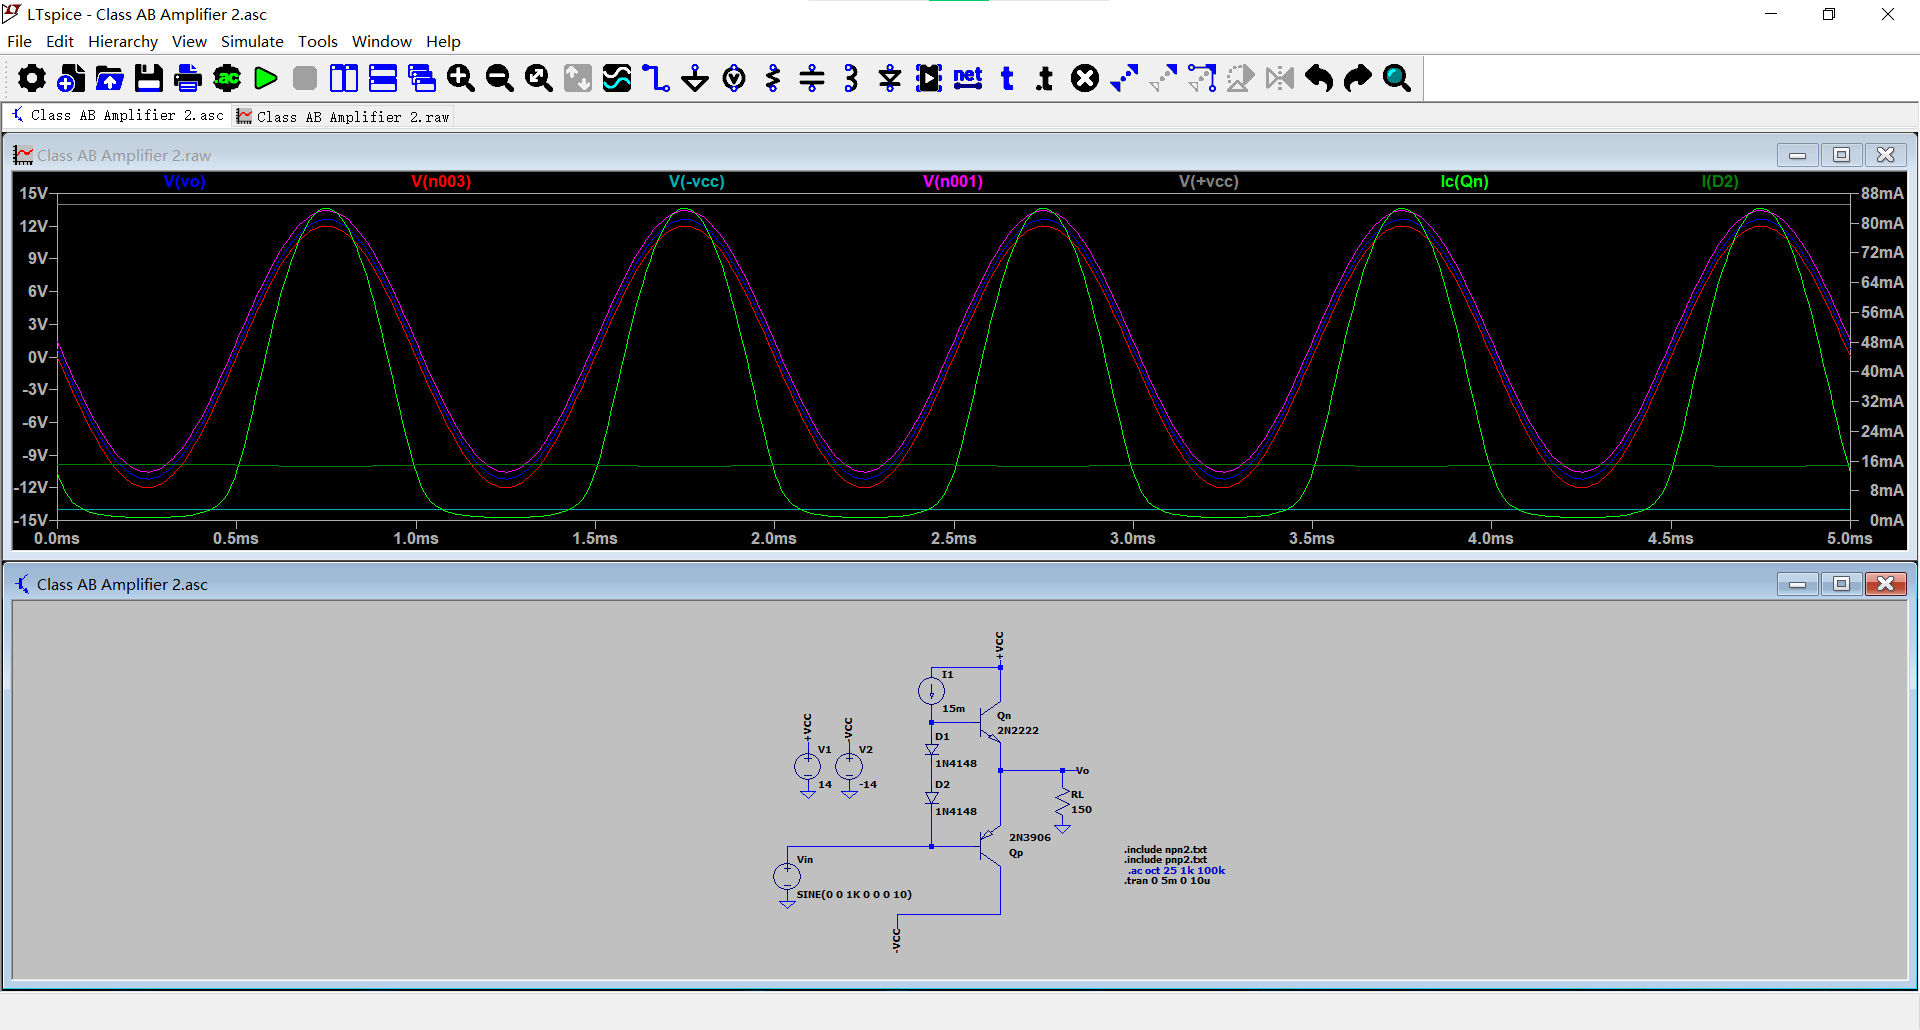 LTspice - Class AB Amplifier 2.asc
File Edit Hierarchy View Simulate Tools Window Help
.ac net t .t
Class AB Amplifier 2.asc Class AB Amplifier 2.raw
Class AB Amplifier 2.raw
V(vo) V(n003) V(-vcc) V(n001) V(+vcc) Ic(Qn) I(D2)
15V 88mA
12V 80mA
9V 72mA
6V 64mA
3V 56mA
0V 48mA
-3V 40mA
-6V 32mA
-9V 24mA
-12V 16mA
-15V 8mA
0mA
0.0ms 0.5ms 1.0ms 1.5ms 2.0ms 2.5ms 3.0ms 3.5ms 4.0ms 4.5ms 5.0ms
Class AB Amplifier 2.asc
+VCC
I1
15m
Qn
2N2222
+VCC
-VCC
D1
V1
V2
1N4148
Vo
14
-14
D2
RL
1N4148
150
2N3906
Qp
Vin
SINE(0 0 1K 0 0 0 10)
.include npn2.txt
.include pnp2.txt
.ac oct 25 1k 100k
.tran 0 5m 0 10u
-VCC